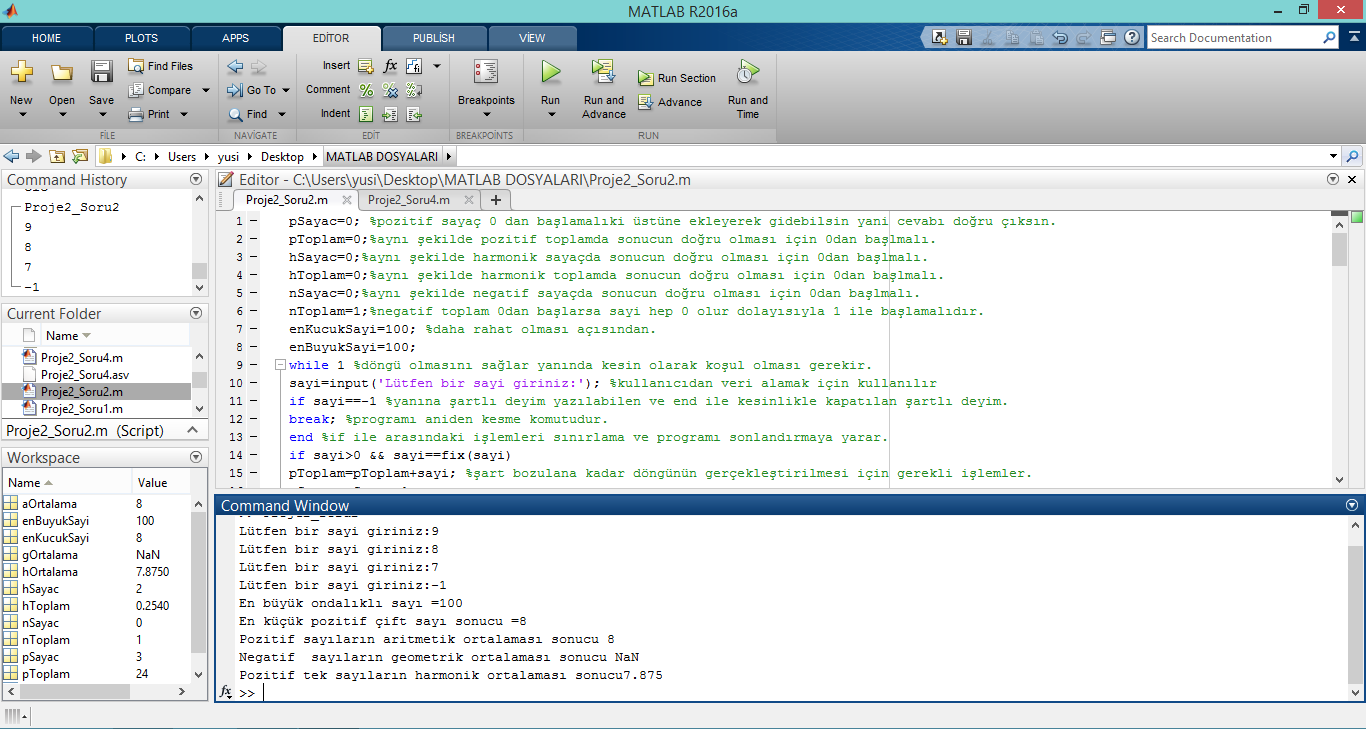 MATLAB R2016a
HOME PLOTS APPS EDİTOR PUBLİSH VİEW
Search Documentation
New Open Save Find Files Compare Print
Go To Find
Insert fx Comment Indent
Breakpoints
Run Run and Advance Run Section Advance Run and Time
FİLE NAVİGATE EDİT BREAKPOİNTS RUN
C: Users yusi Desktop MATLAB DOSYALARI
Command History
Proje2_Soru2
9
8
7
-1
Current Folder
Name
Proje2_Soru4.m
Proje2_Soru4.asv
Proje2_Soru2.m
Proje2_Soru1.m
Proje2_Soru2.m (Script)
Workspace
Name Value
aOrtalama 8
enBuyukSayi 100
enKucukSayi 8
gOrtalama NaN
hOrtalama 7.8750
hSayac 2
hToplam 0.2540
nSayac 0
nToplam 1
pSayac 3
pToplam 24
Editor - C:\Users\yusi\Desktop\MATLAB DOSYALARI\Proje2_Soru2.m
Proje2_Soru2.m Proje2_Soru4.m
1 pSayac=0; %pozitif sayaç 0 dan başlamalıki üstüne ekleyerek gidebilsin yani cevabı doğru çıksın.
2 pToplam=0;%aynı şekilde pozitif toplamda sonucun doğru olması için 0dan başlmalı.
3 hSayac=0;%aynı şekilde harmonik sayaçda sonucun doğru olması için 0dan başlmalı.
4 hToplam=0;%aynı şekilde harmonik toplamda sonucun doğru olması için 0dan başlmalı.
5 nSayac=0;%aynı şekilde negatif sayaçda sonucun doğru olması için 0dan başlmalı.
6 nToplam=1;%negatif toplam 0dan başlarsa sayi hep 0 olur dolayısıyla 1 ile başlamalıdır.
7 enKucukSayi=100; %daha rahat olması açısından.
8 enBuyukSayi=100;
9 while 1 %döngü olmasını sağlar yanında kesin olarak koşul olması gerekir.
10 sayi=input('Lütfen bir sayi giriniz:'); %kullanıcıdan veri alamak için kullanılır
11 if sayi==-1 %yanına şartlı deyim yazılabilen ve end ile kesinlikle kapatılan şartlı deyim.
12 break; %programı aniden kesme komutudur.
13 end %if ile arasındaki işlemleri sınırlama ve programı sonlandırmaya yarar.
14 if sayi>0 && sayi==fix(sayi)
15 pToplam=pToplam+sayi; %şart bozulana kadar döngünün gerçekleştirilmesi için gerekli işlemler.
Command Window
Lütfen bir sayi giriniz:9
Lütfen bir sayi giriniz:8
Lütfen bir sayi giriniz:7
Lütfen bir sayi giriniz:-1
En büyük ondalıklı sayı =100
En küçük pozitif çift sayı sonucu =8
Pozitif sayıların aritmetik ortalaması sonucu 8
Negatif  sayıların geometrik ortalaması sonucu NaN
Pozitif tek sayıların harmonik ortalaması sonucu7.875
fx >>